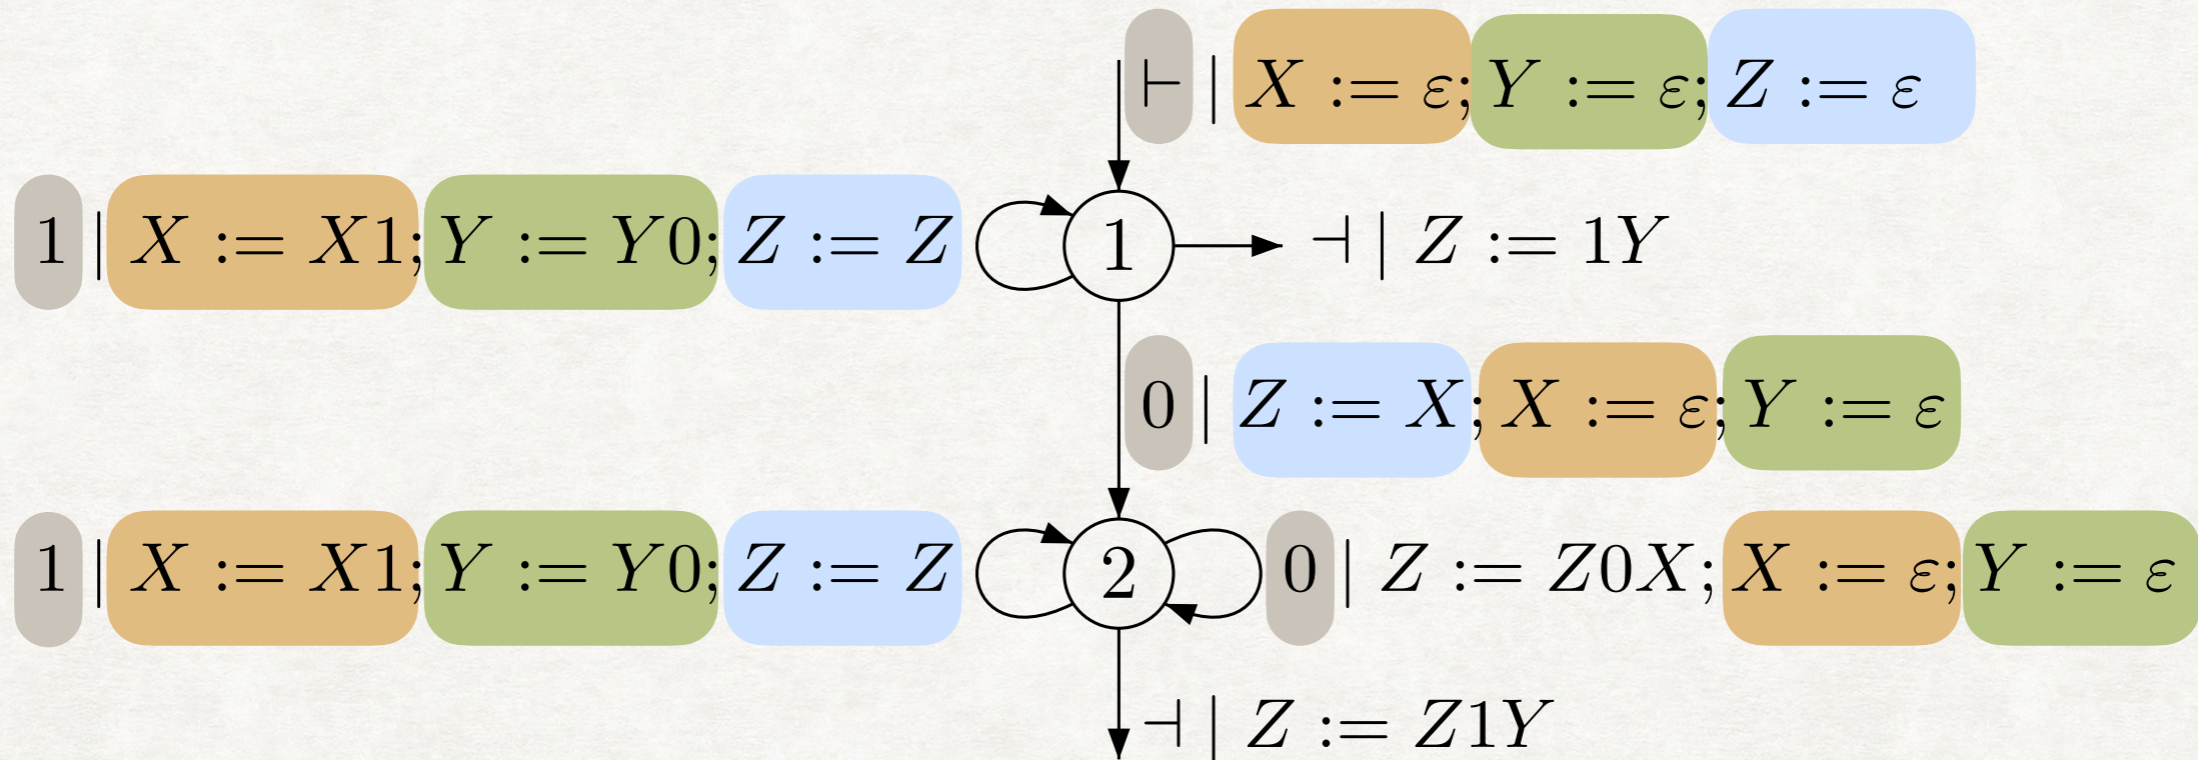 ⊢ | X := ε; Y := ε; Z := ε
1 | X := X1; Y := Y0; Z := Z
1
⊣ | Z := 1Y
0 | Z := X; X := ε; Y := ε
1 | X := X1; Y := Y0; Z := Z
2
0 | Z := Z0X; X := ε; Y := ε
⊣ | Z := Z1Y